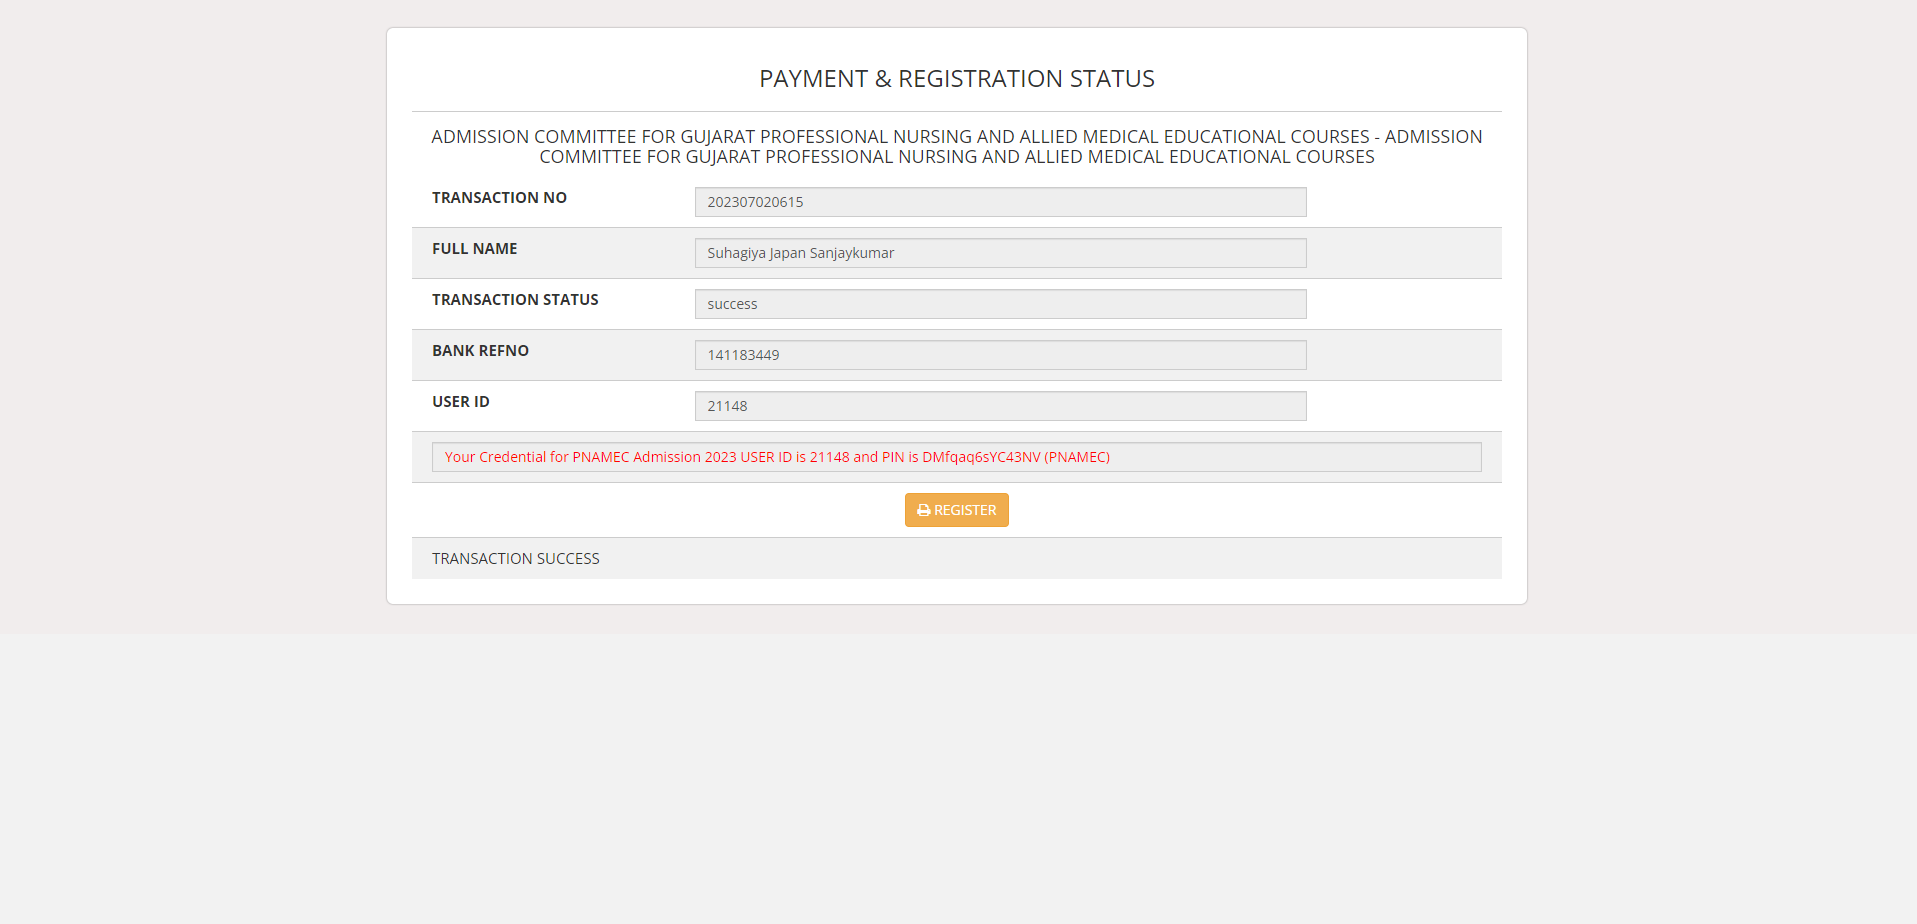 PAYMENT & REGISTRATION STATUS
ADMISSION COMMITTEE FOR GUJARAT PROFESSIONAL NURSING AND ALLIED MEDICAL EDUCATIONAL COURSES - ADMISSION
COMMITTEE FOR GUJARAT PROFESSIONAL NURSING AND ALLIED MEDICAL EDUCATIONAL COURSES
TRANSACTION NO 202307020615
FULL NAME Suhagiya Japan Sanjaykumar
TRANSACTION STATUS success
BANK REFNO 141183449
USER ID 21148
Your Credential for PNAMEC Admission 2023 USER ID is 21148 and PIN is DMfqaq6sYC43NV (PNAMEC)
REGISTER
TRANSACTION SUCCESS